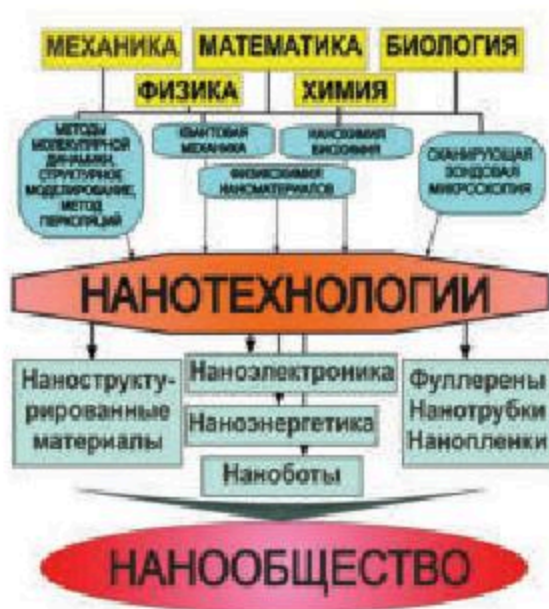 МЕХАНИКА
МАТЕМАТИКА
БИОЛОГИЯ
ФИЗИКА
ХИМИЯ
МЕТОДЫ
МОЛЕКУЛЯРНОЙ
ДИНАМИКИ,
СТРУКТУРНОЕ
МОДЕЛИРОВАНИЕ,
МЕТОД
ПЕРКОЛЯЦИЙ
КВАНТОВАЯ
МЕХАНИКА
НАНОХИМИЯ
БИОХИМИЯ
ФИЗИКОХИМИЯ
НАНОМАТЕРИАЛОВ
СКАНИРУЮЩАЯ
ЗОНДОВАЯ
МИКРОСКОПИЯ
НАНОТЕХНОЛОГИИ
Нанострукту-
рированные
материалы
Наноэлектроника
Наноэнергетика
Наноботы
Фуллерены
Нанотрубки
Нанопленки
НАНООБЩЕСТВО